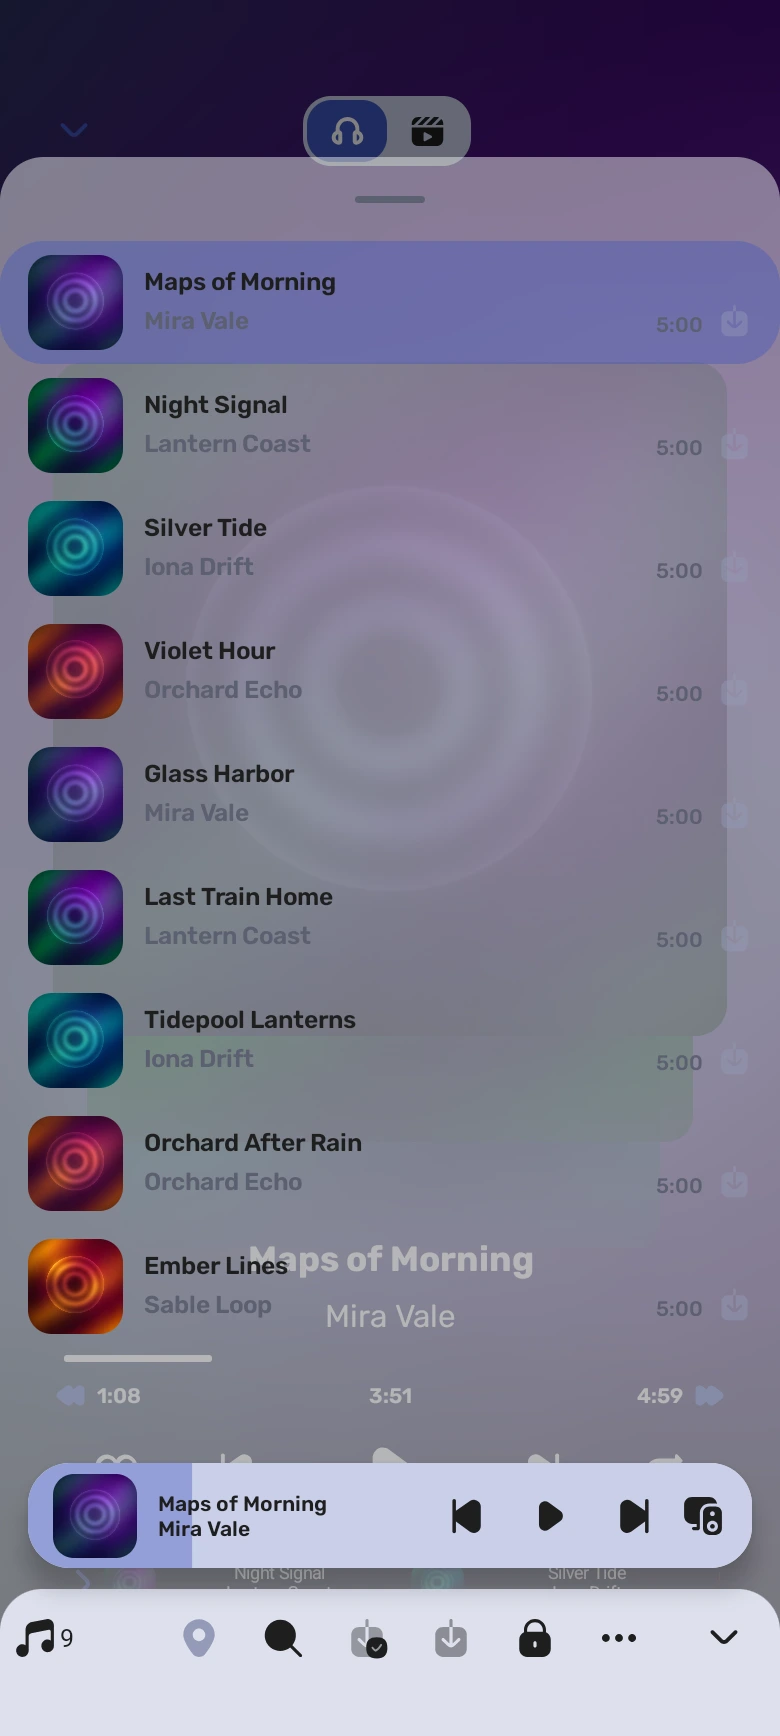 Maps of Morning
Mira Vale
5:00
Night Signal
Lantern Coast
5:00
Silver Tide
Iona Drift
5:00
Violet Hour
Orchard Echo
5:00
Glass Harbor
Mira Vale
5:00
Last Train Home
Lantern Coast
5:00
Tidepool Lanterns
Iona Drift
5:00
Orchard After Rain
Orchard Echo
5:00
Ember Lines
Sable Loop
5:00
Maps of Morning
Mira Vale
1:08
3:51
4:59
Maps of Morning
Mira Vale
Night Signal
Silver Tide
9